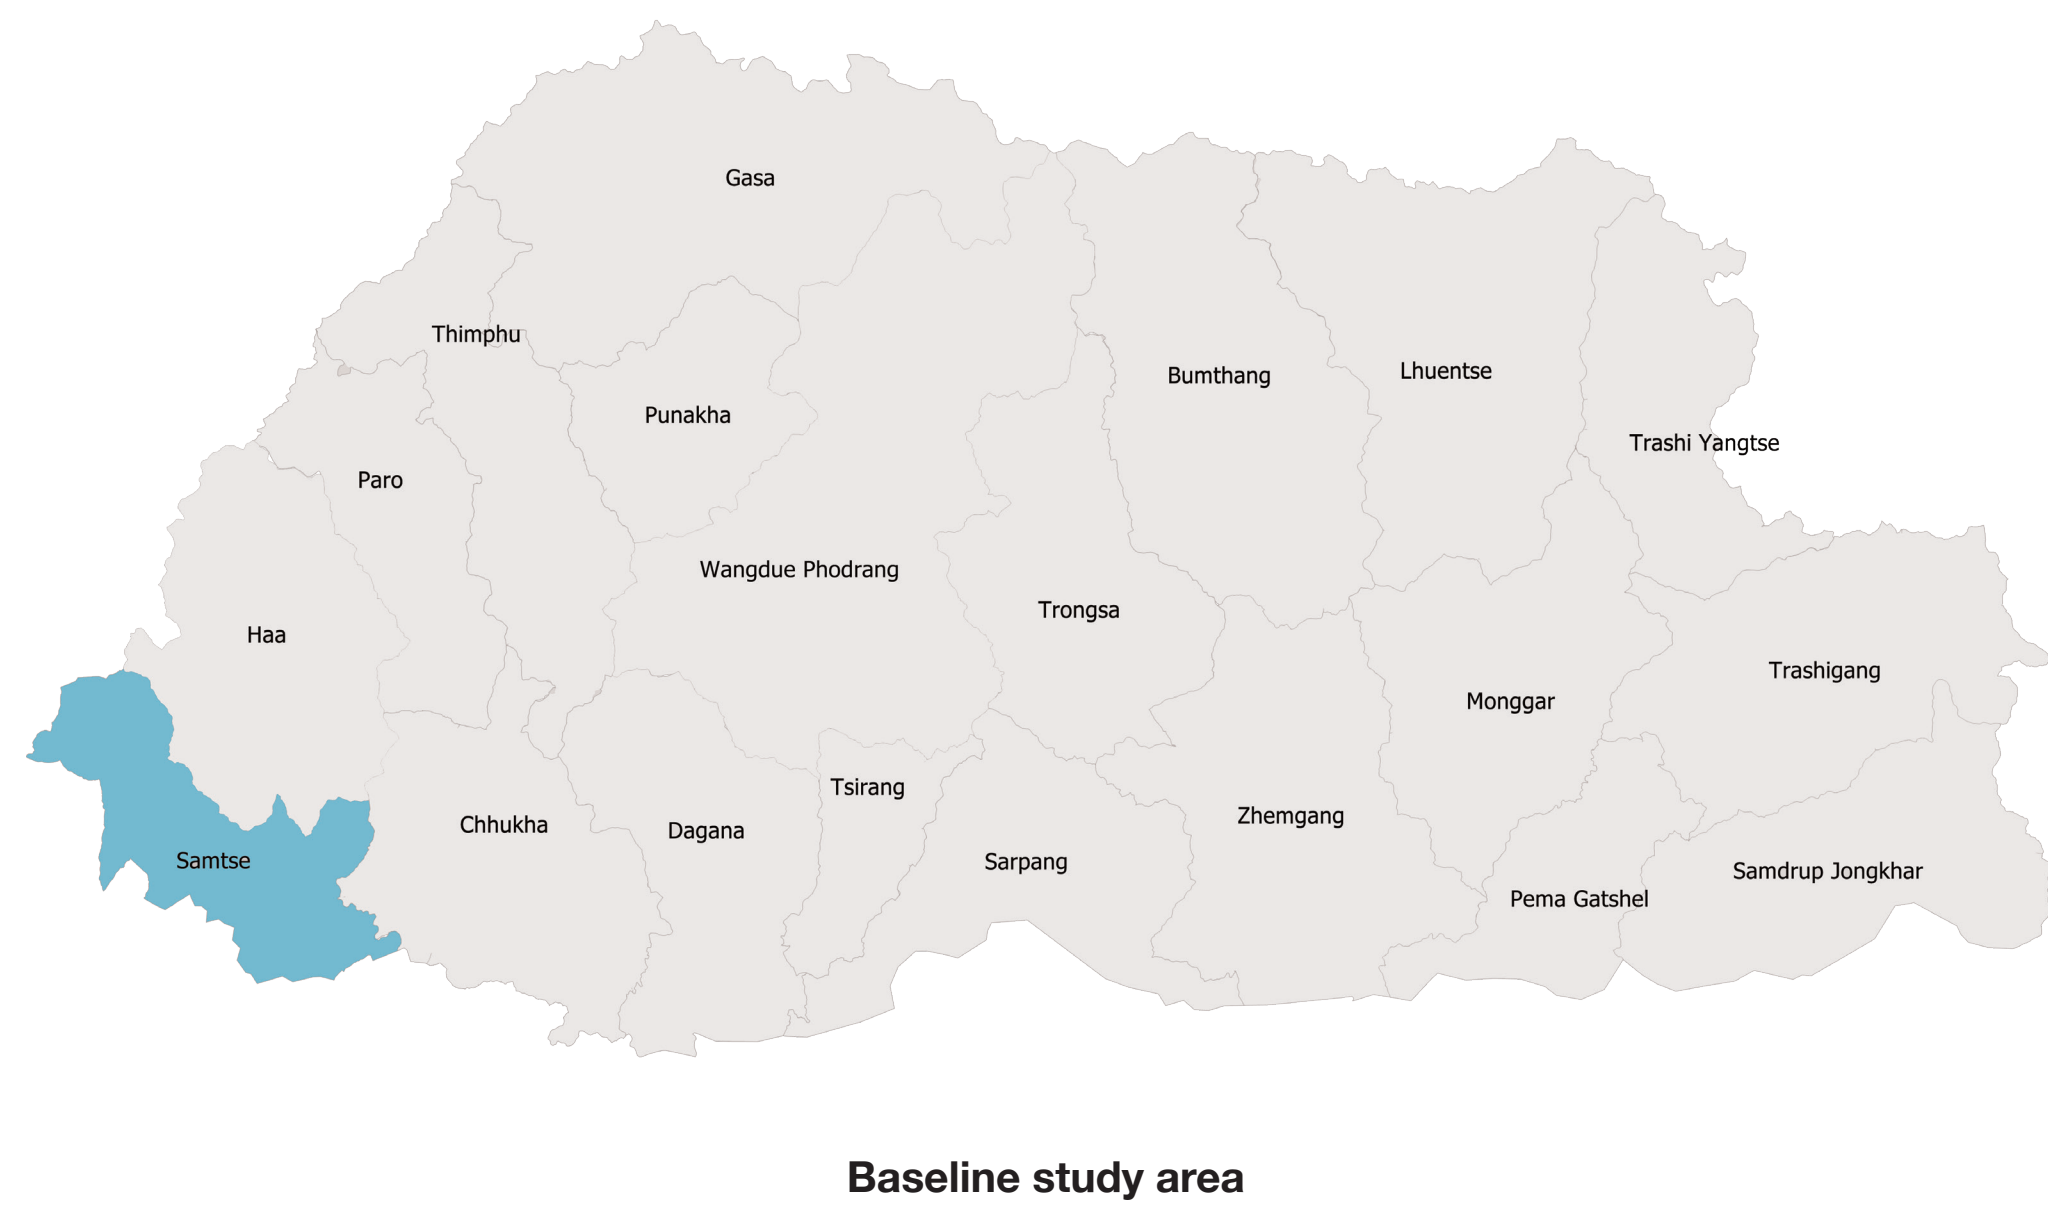 Gasa
Thimphu
Bumthang
Lhuentse
Punakha
Trashi Yangtse
Paro
Wangdue Phodrang
Trongsa
Haa
Trashigang
Monggar
Tsirang
Zhemgang
Chhukha
Dagana
Samtse
Sarpang
Samdrup Jongkhar
Pema Gatshel
Baseline study area